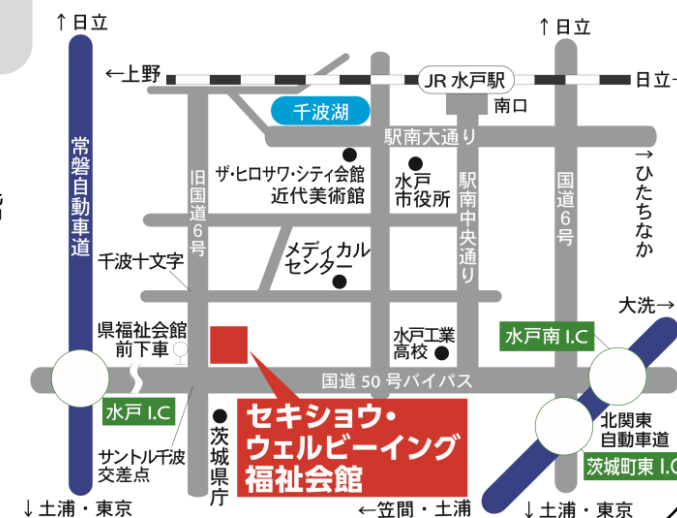 ↑日立
↑日立
←上野
JR 水戸駅
日立→
南口
千波湖
駅南大通り
常磐自動車道
旧国道6号
ザ・ヒロサワ・シティ会館
近代美術館
水戸
市役所
駅南中央通り
国道6号
→ひたちなか
千波十文字
メディカル
センター
大洗→
県福祉会館
前下車
水戸工業
高校
水戸南 I.C
国道 50 号バイパス
水戸 I.C
セキショウ・
ウェルビーイング
福祉会館
茨城県庁
サントル千波
交差点
北関東
自動車道
茨城町東 I.C
↓土浦・東京
←笠間・土浦
↓土浦・東京